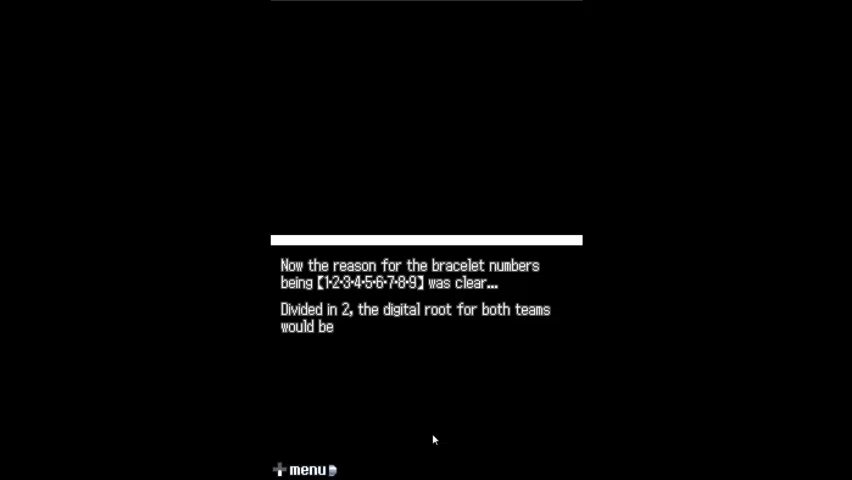 Now the reason for the bracelet numbers
being【1·2·3·4·5·6·7·8·9】was clear...
Divided in 2, the digital root for both teams
would be
menu